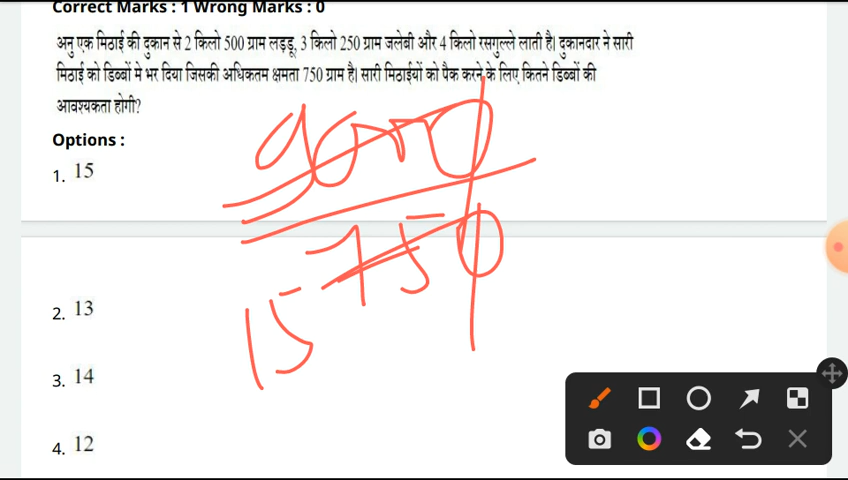 Correct Marks : 1 Wrong Marks : 0
अनु एक मिठाई की दुकान से 2 किलो 500 ग्राम लड्डू, 3 किलो 250 ग्राम जलेबी और 4 किलो रसगुल्ले लाती है। दुकानदार ने सारी
मिठाई को डिब्बों मे भर दिया जिसकी अधिकतम क्षमता 750 ग्राम है। सारी मिठाईयों को पैक करने के लिए कितने डिब्बों की
आवश्यकता होगी?
Options :
1. 15
750
15
2. 13
3. 14
4. 12